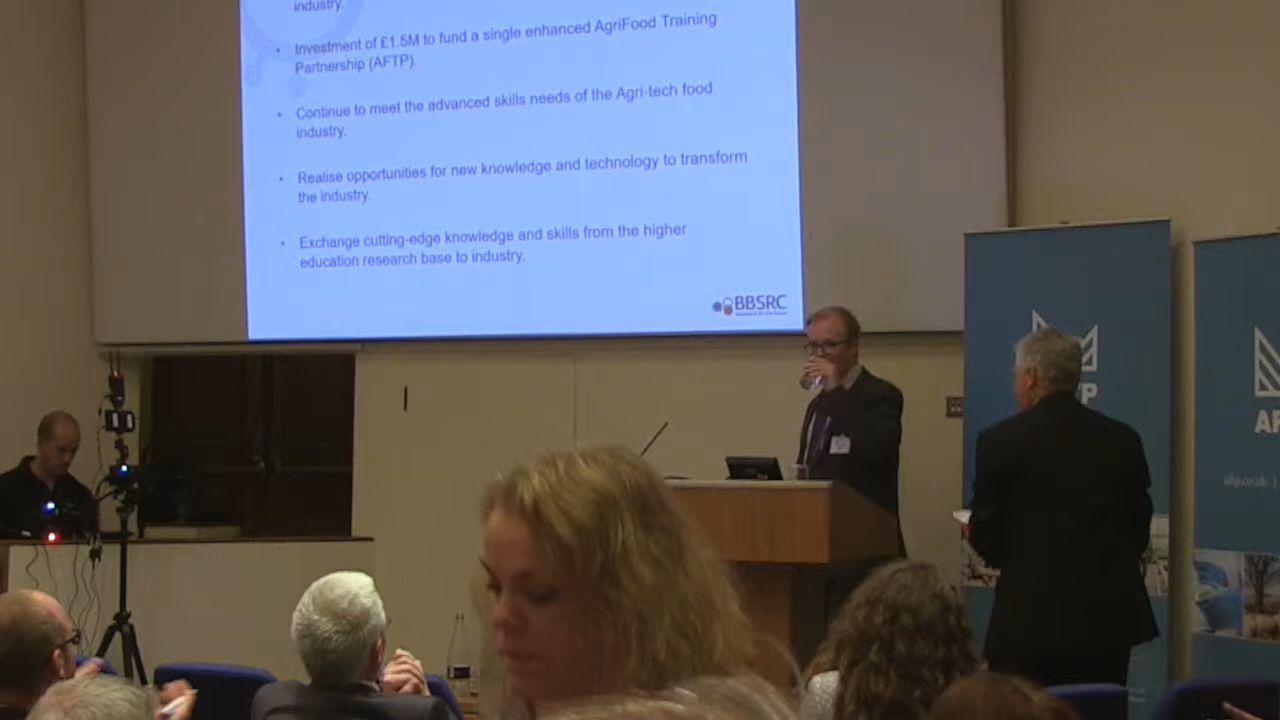 industry.
• Investment of £1.5M to fund a single enhanced AgriFood Training
Partnership (AFTP).
• Continue to meet the advanced skills needs of the Agri-tech food
industry.
• Realise opportunities for new knowledge and technology to transform
the industry.
• Exchange cutting-edge knowledge and skills from the higher
education research base to industry.
BBSRC